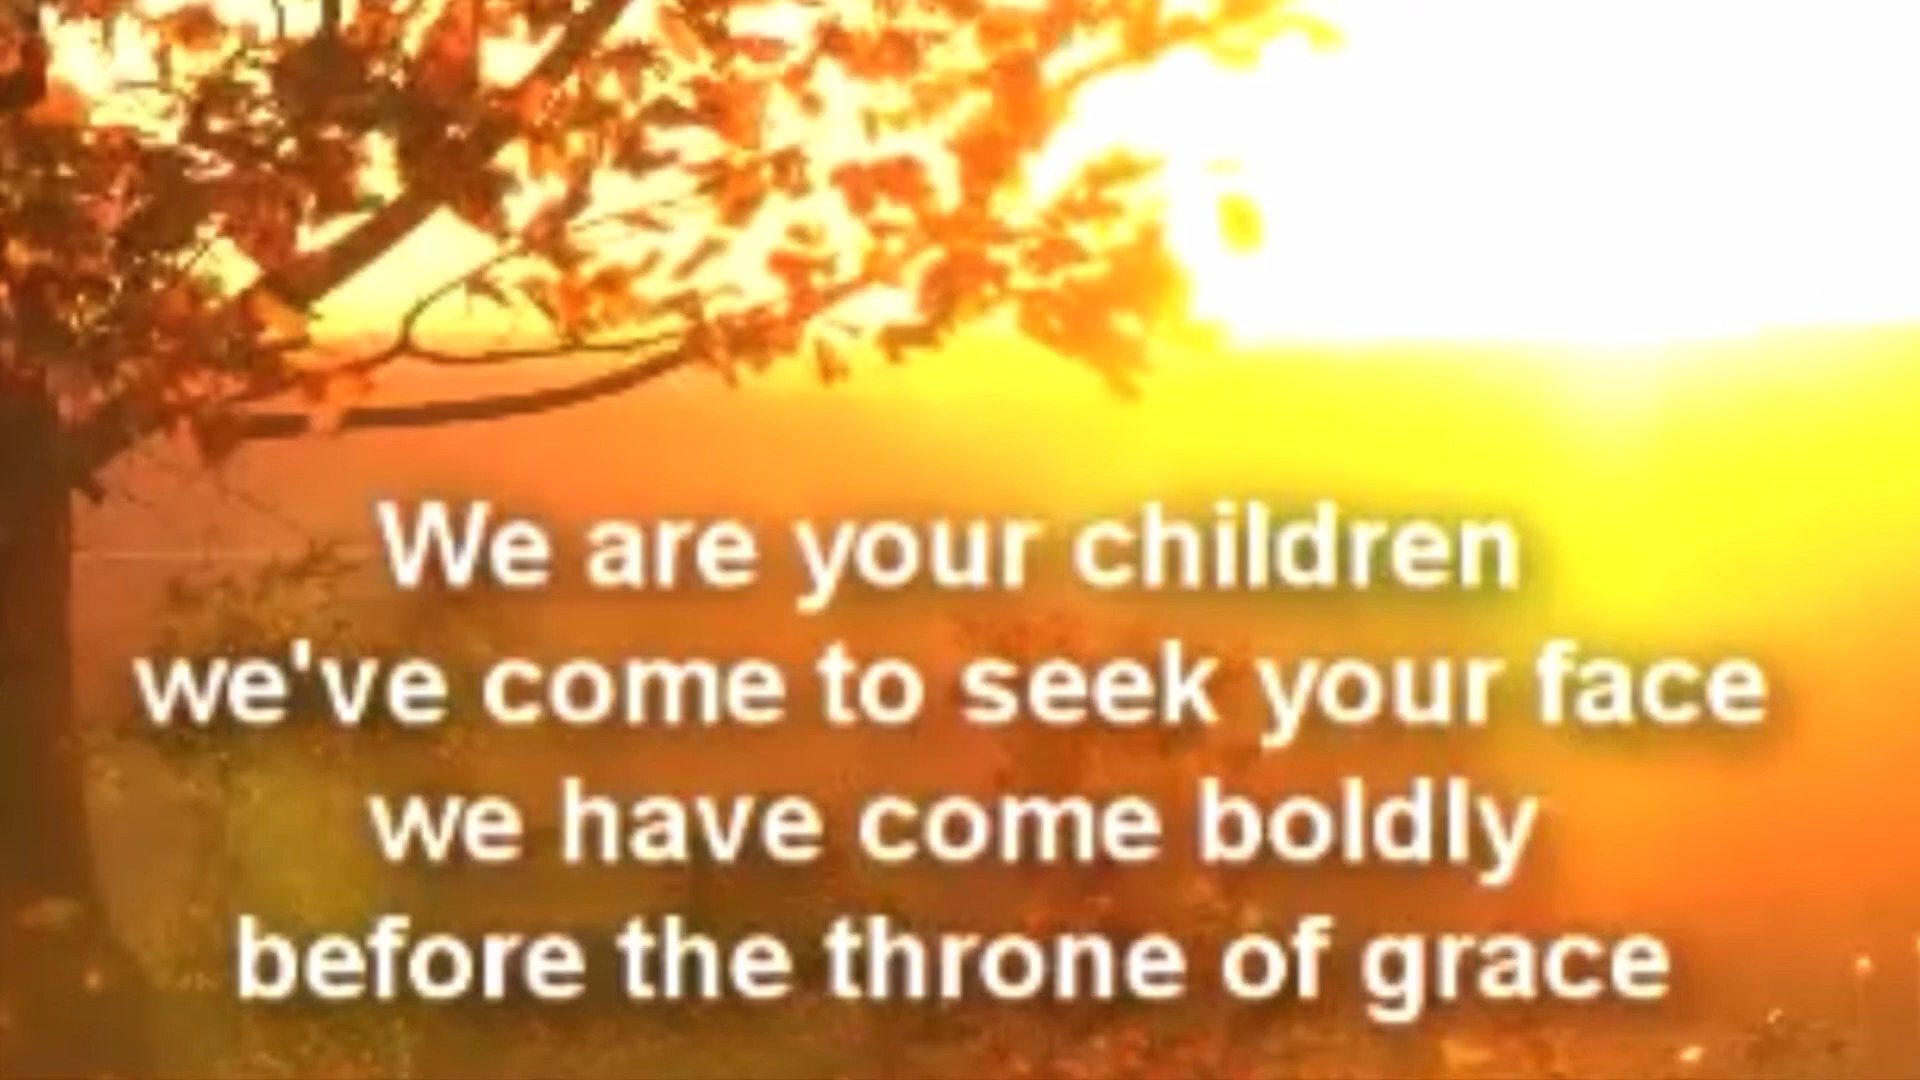 We are your children
we've come to seek your face
we have come boldly
before the throne of grace